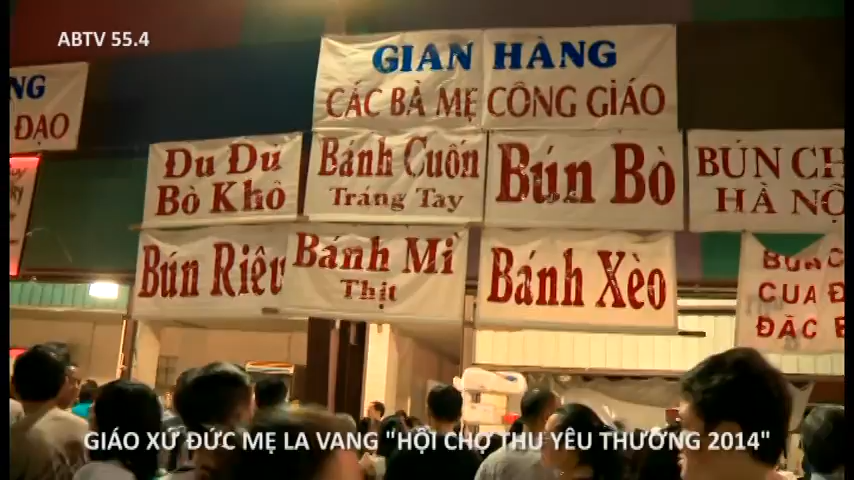 ABTV 55.4
GIAN HÀNG
CÁC BÀ MẸ CÔNG GIÁO
NG
ĐẠO
Đu Đủ
Bò Khô
Bánh Cuốn
Tráng Tay
Bún Bò
BÚN CH
HÀ NỘ
Bún Riêu
Bánh Mì
Thịt
Bánh Xèo
CUA
ĐẶC
GIÁO XỨ ĐỨC MẸ LA VANG "HỘI CHỢ THU YÊU THƯƠNG 2014"